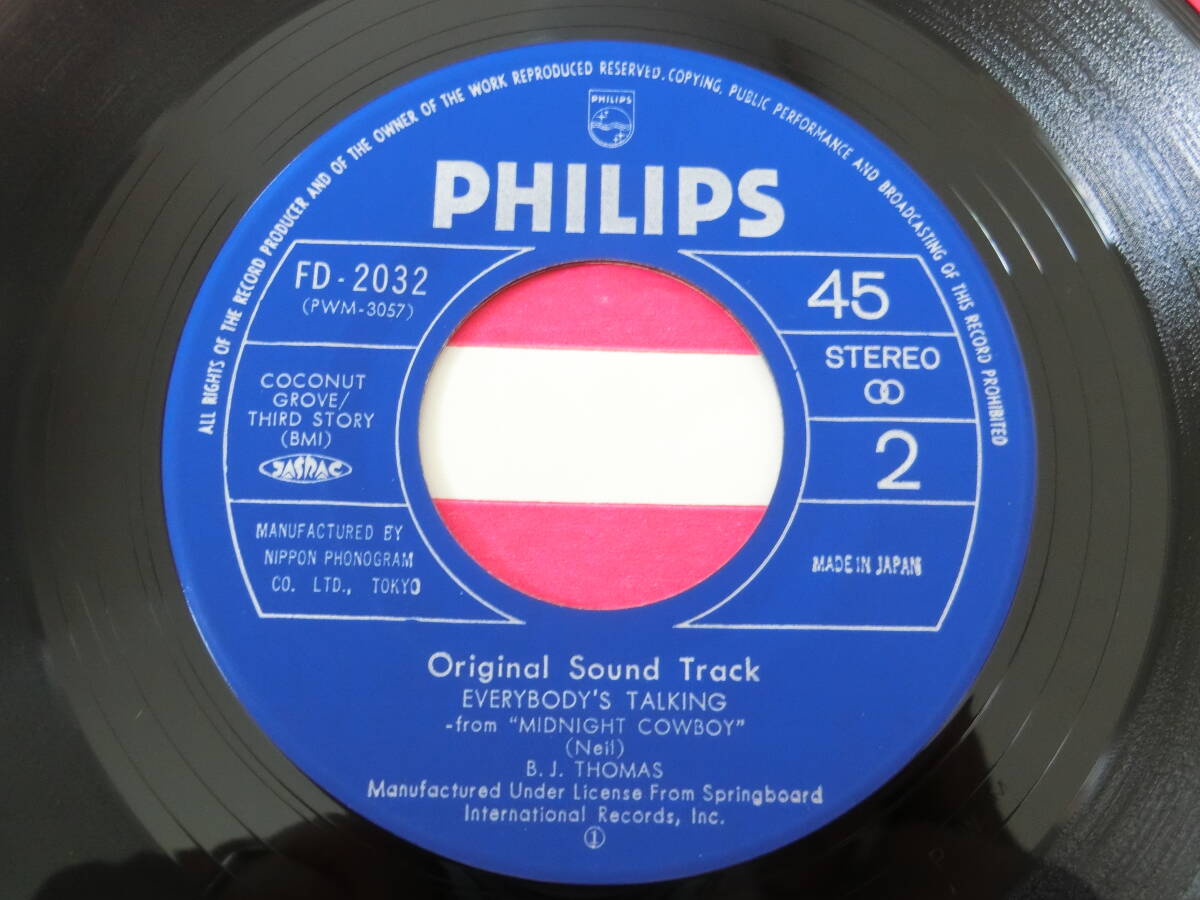 ALL RIGHTS OF THE RECORD PRODUCER AND OF THE OWNER OF THE WORK REPRODUCED RESERVED. COPYING, PUBLIC PERFORMANCE AND BROADCASTING OF THIS RECORD PROHIBITED
PHILIPS
PHILIPS
FD-2032
(PWM-3057)
COCONUT
GROVE/
THIRD STORY
(BMI)
JASRAC
MANUFACTURED BY
NIPPON PHONOGRAM
CO. LTD., TOKYO
45
STEREO
2
MADE IN JAPAN
Original Sound Track
EVERYBODY'S TALKING
-from "MIDNIGHT COWBOY"
(Neil)
B.J. THOMAS
Manufactured Under License From Springboard
International Records, Inc.
①